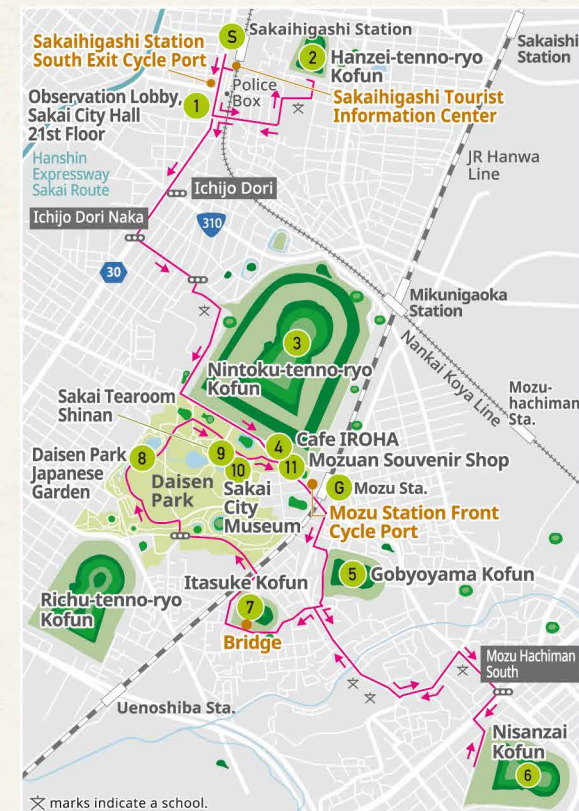 S Sakaihigashi Station
Sakaishi
Station
Sakaihigashi Station
South Exit Cycle Port
2 Hanzei-tenno-ryo
Kofun
Police
Box
Sakaihigashi Tourist
Information Center
Observation Lobby,
Sakai City Hall
21st Floor
1
Hanshin
Expressway
Sakai Route
JR Hanwa
Line
Ichijo Dori
Ichijo Dori Naka
310
30
Mikunigaoka
Station
3
Nintoku-tenno-ryo
Kofun
Nankai Koya Line
Mozu-
hachiman
Sta.
Sakai Tearoom
Shinan
4 Cafe IROHA
9
11 Mozuan Souvenir Shop
Daisen Park
Japanese
Garden
8
10
Daisen
Park
Sakai
City
Museum
G Mozu Sta.
Mozu Station Front
Cycle Port
5 Gobyoyama Kofun
Itasuke Kofun
7
Richu-tenno-ryo
Kofun
Bridge
Mozu Hachiman
South
Uenoshiba Sta.
Nisanzai
Kofun
6
文 marks indicate a school.